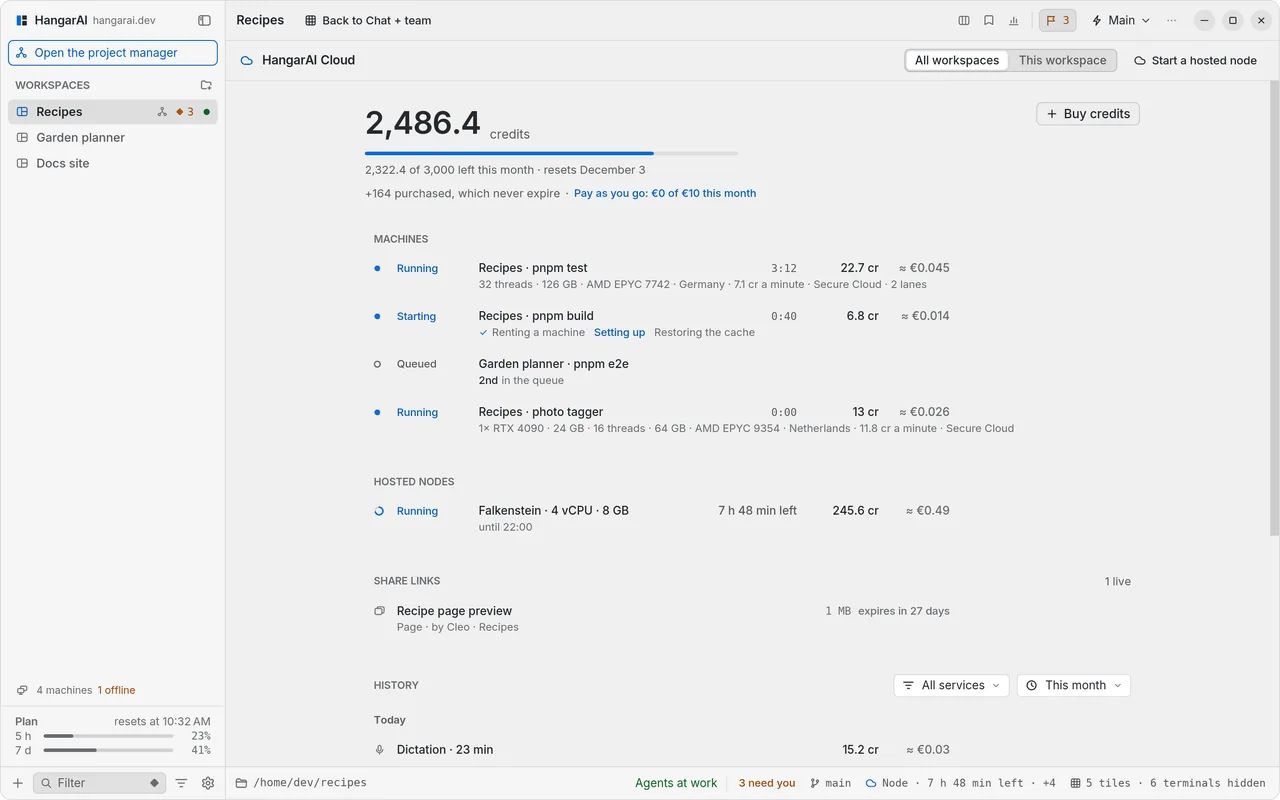 HangarAI hangarai.dev
Recipes
Back to Chat + team
3
Main
Open the project manager
HangarAI Cloud
All workspaces
This workspace
Start a hosted node
WORKSPACES
Recipes
3
Garden planner
Docs site
2,486.4 credits
Buy credits
2,322.4 of 3,000 left this month · resets December 3
+164 purchased, which never expire · Pay as you go: €0 of €10 this month
MACHINES
Running Recipes · pnpm test 3:12 22.7 cr ≈ €0.045
32 threads · 126 GB · AMD EPYC 7742 · Germany · 7.1 cr a minute · Secure Cloud · 2 lanes
Starting Recipes · pnpm build 0:40 6.8 cr ≈ €0.014
✓ Renting a machine Setting up Restoring the cache
Queued Garden planner · pnpm e2e
2nd in the queue
Running Recipes · photo tagger 0:00 13 cr ≈ €0.026
1× RTX 4090 · 24 GB · 16 threads · 64 GB · AMD EPYC 9354 · Netherlands · 11.8 cr a minute · Secure Cloud
HOSTED NODES
Running Falkenstein · 4 vCPU · 8 GB 7 h 48 min left 245.6 cr ≈ €0.49
until 22:00
SHARE LINKS 1 live
Recipe page preview 1 MB expires in 27 days
Page · by Cleo · Recipes
HISTORY All services This month
Today
Dictation · 23 min 15.2 cr ≈ €0.03
4 machines 1 offline
Plan resets at 10:32 AM
5 h 23%
7 d 41%
Filter
/home/dev/recipes
Agents at work
3 need you
main
Node · 7 h 48 min left · +4
5 tiles · 6 terminals hidden